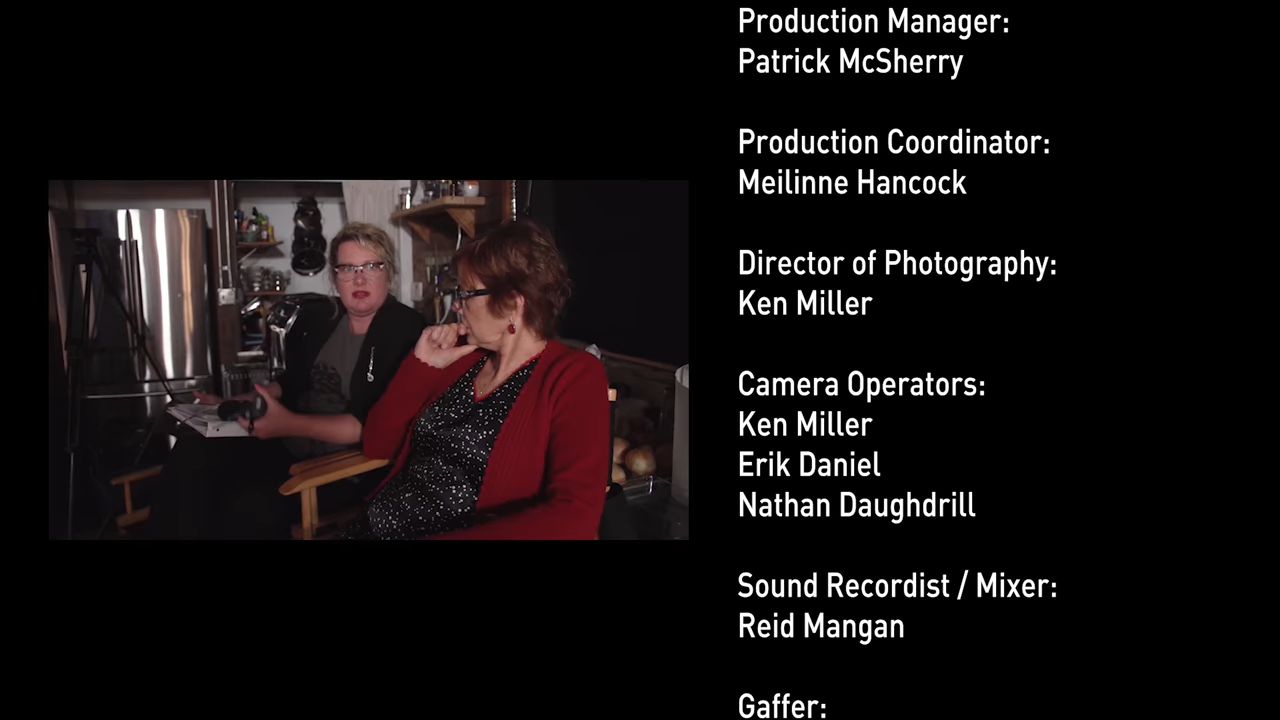 Production Manager:
Patrick McSherry
Production Coordinator:
Meilinne Hancock
Director of Photography:
Ken Miller
Camera Operators:
Ken Miller
Erik Daniel
Nathan Daughdrill
Sound Recordist / Mixer:
Reid Mangan
Gaffer: